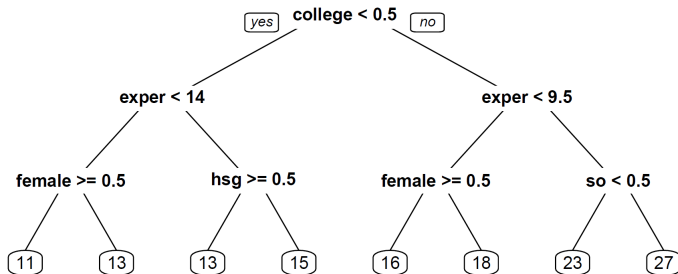 college < 0.5
yes
no
exper < 14
exper < 9.5
female >= 0.5
hsg >= 0.5
female >= 0.5
so < 0.5
11
13
13
15
16
18
23
27